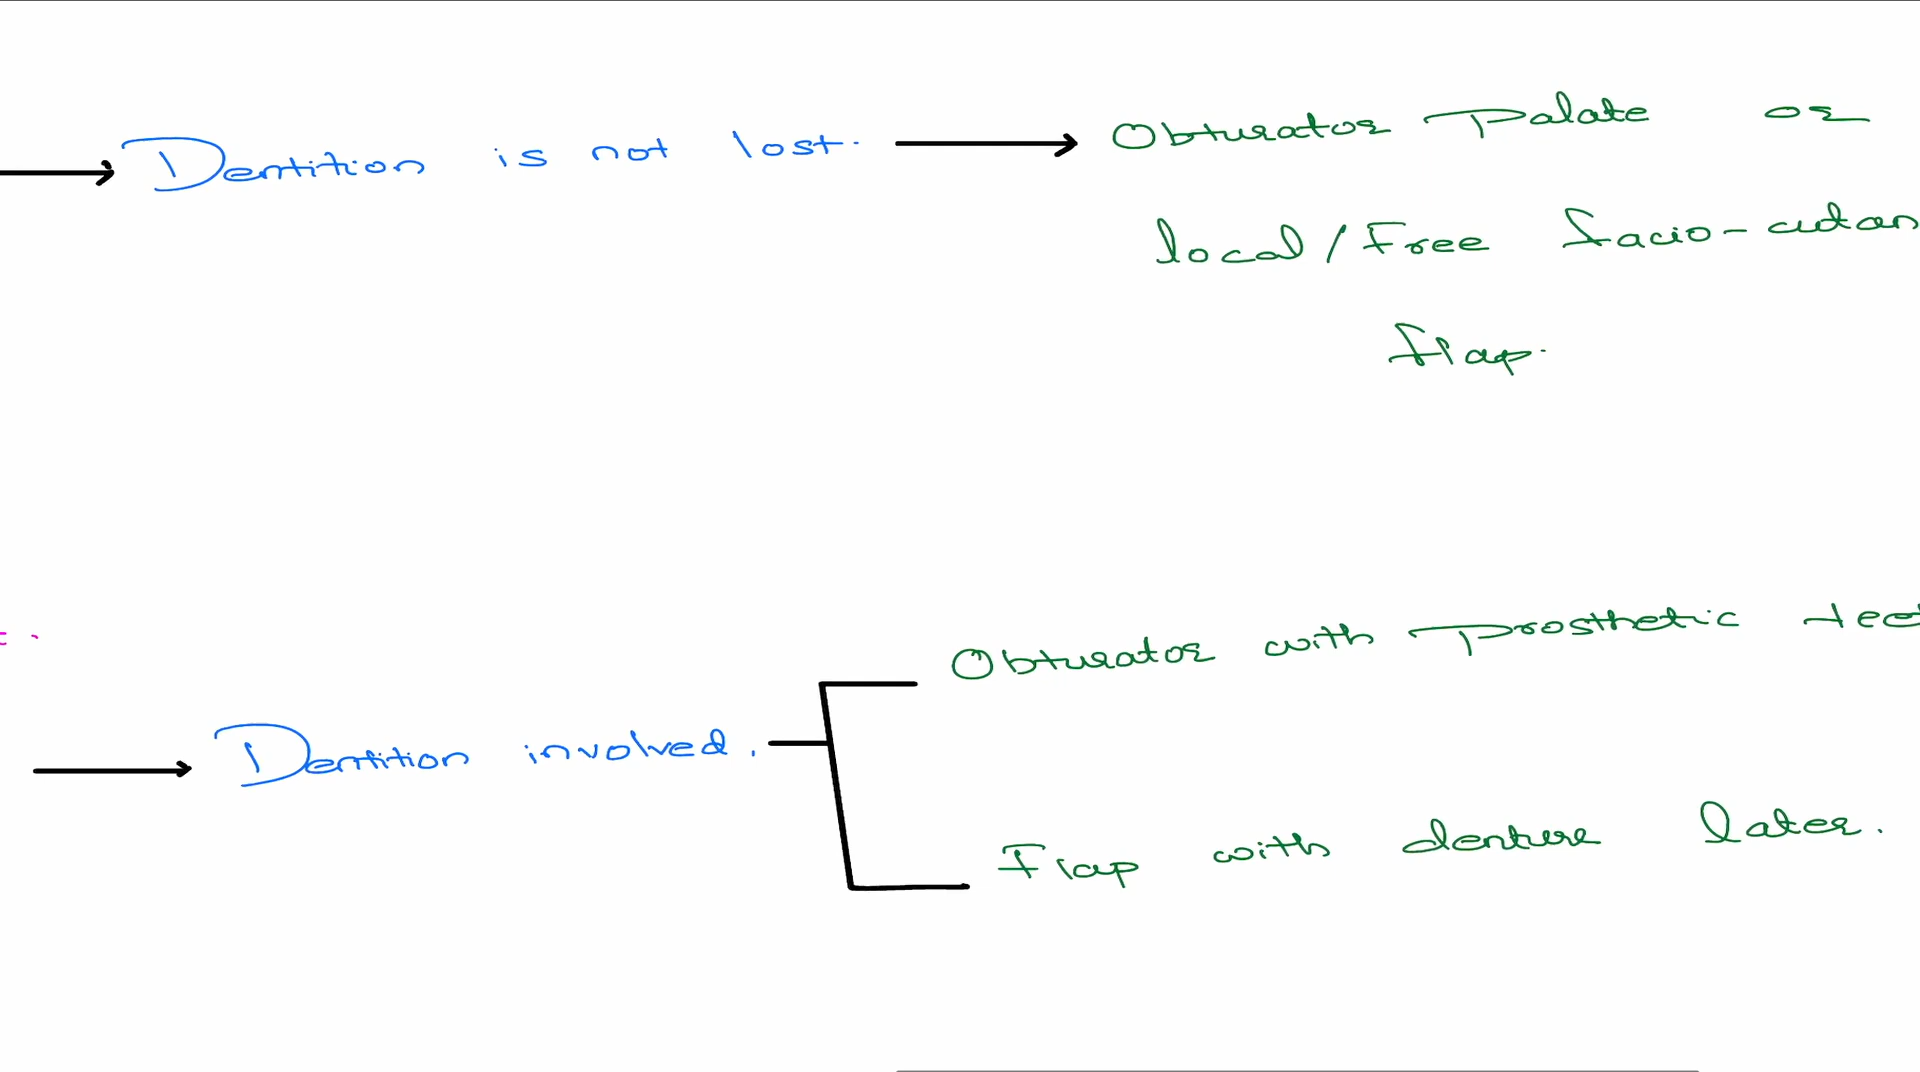 Dentition is not lost. Obturator Palate or
local/Free facio-cutan
flap.
Obturator with Prosthetic teet
Dentition involved.
Flap with denture later.